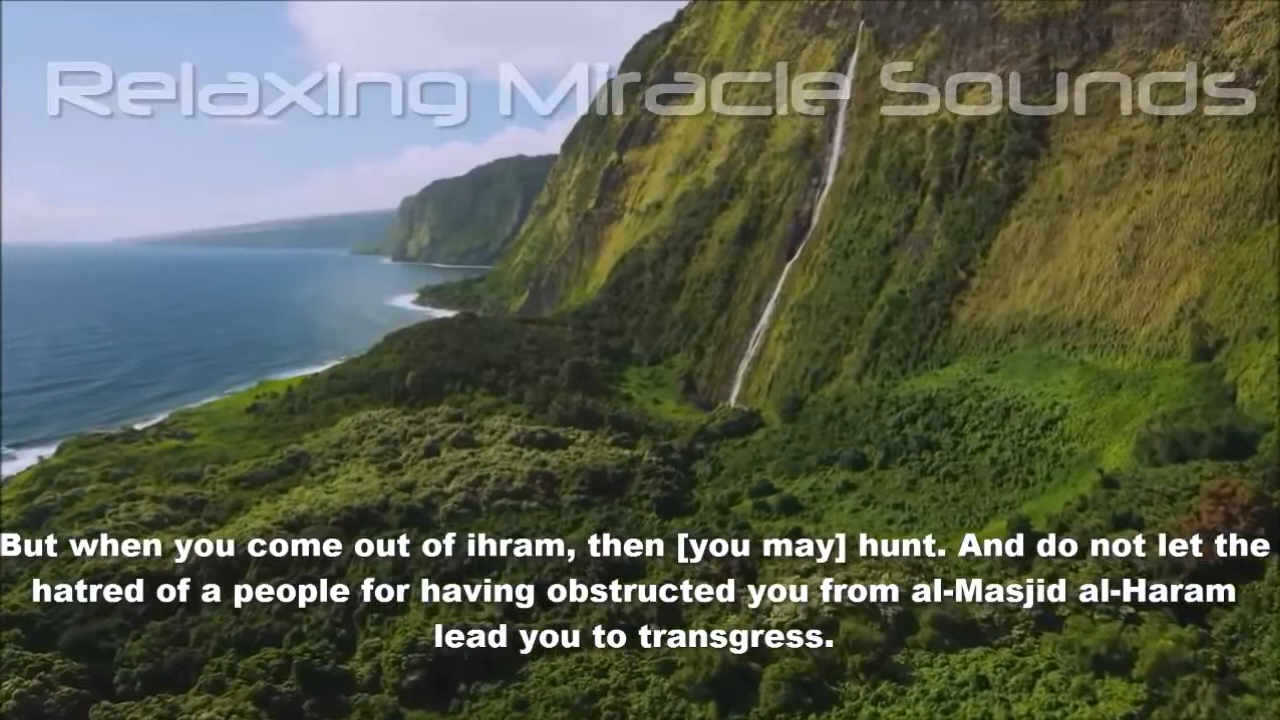 Relaxing Miracle Sounds
But when you come out of ihram, then [you may] hunt. And do not let the
hatred of a people for having obstructed you from al-Masjid al-Haram
lead you to transgress.